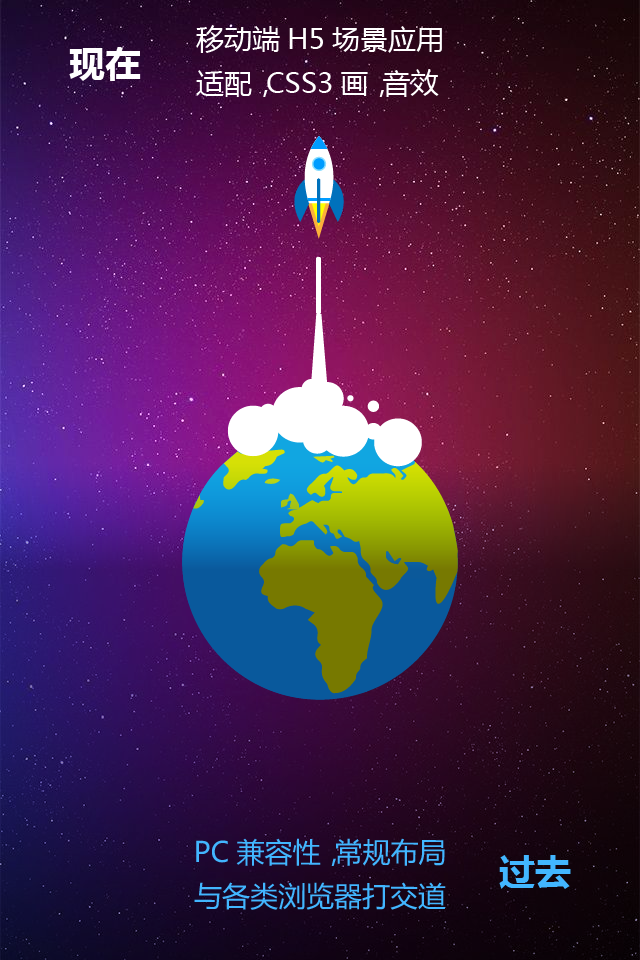 现在
移动端 H5 场景应用
适配 ,CSS3 画 ,音效
PC 兼容性 ,常规布局
与各类浏览器打交道
过去